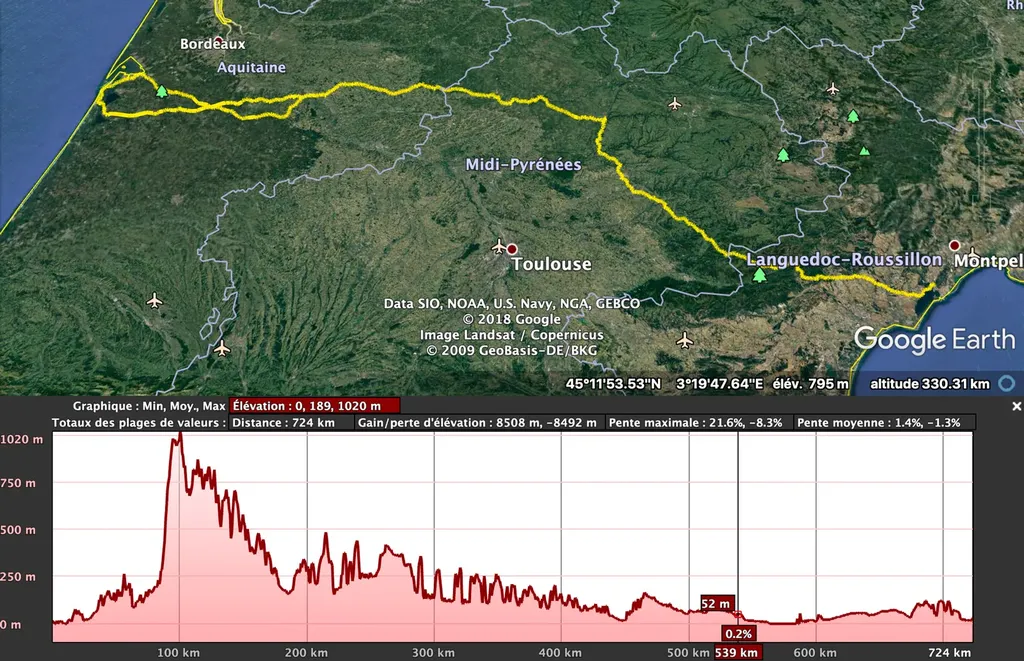 Rh
Bordeaux
Aquitaine
Midi-Pyrénées
Toulouse
Languedoc-Roussillon
Montpel
Data SIO, NOAA, U.S. Navy, NGA, GEBCO
© 2018 Google
Image Landsat / Copernicus
© 2009 GeoBasis-DE/BKG
Google Earth
45°11'53.53"N 3°19'47.64"E élév. 795 m altitude 330.31 km
Graphique : Min, Moy., Max Élévation : 0, 189, 1020 m
Totaux des plages de valeurs : Distance : 724 km Gain/perte d'élévation : 8508 m, -8492 m Pente maximale : 21.6%, -8.3% Pente moyenne : 1.4%, -1.3%
1020 m
750 m
500 m
250 m
0 m
52 m
0.2%
100 km 200 km 300 km 400 km 500 km 539 km 600 km 724 km